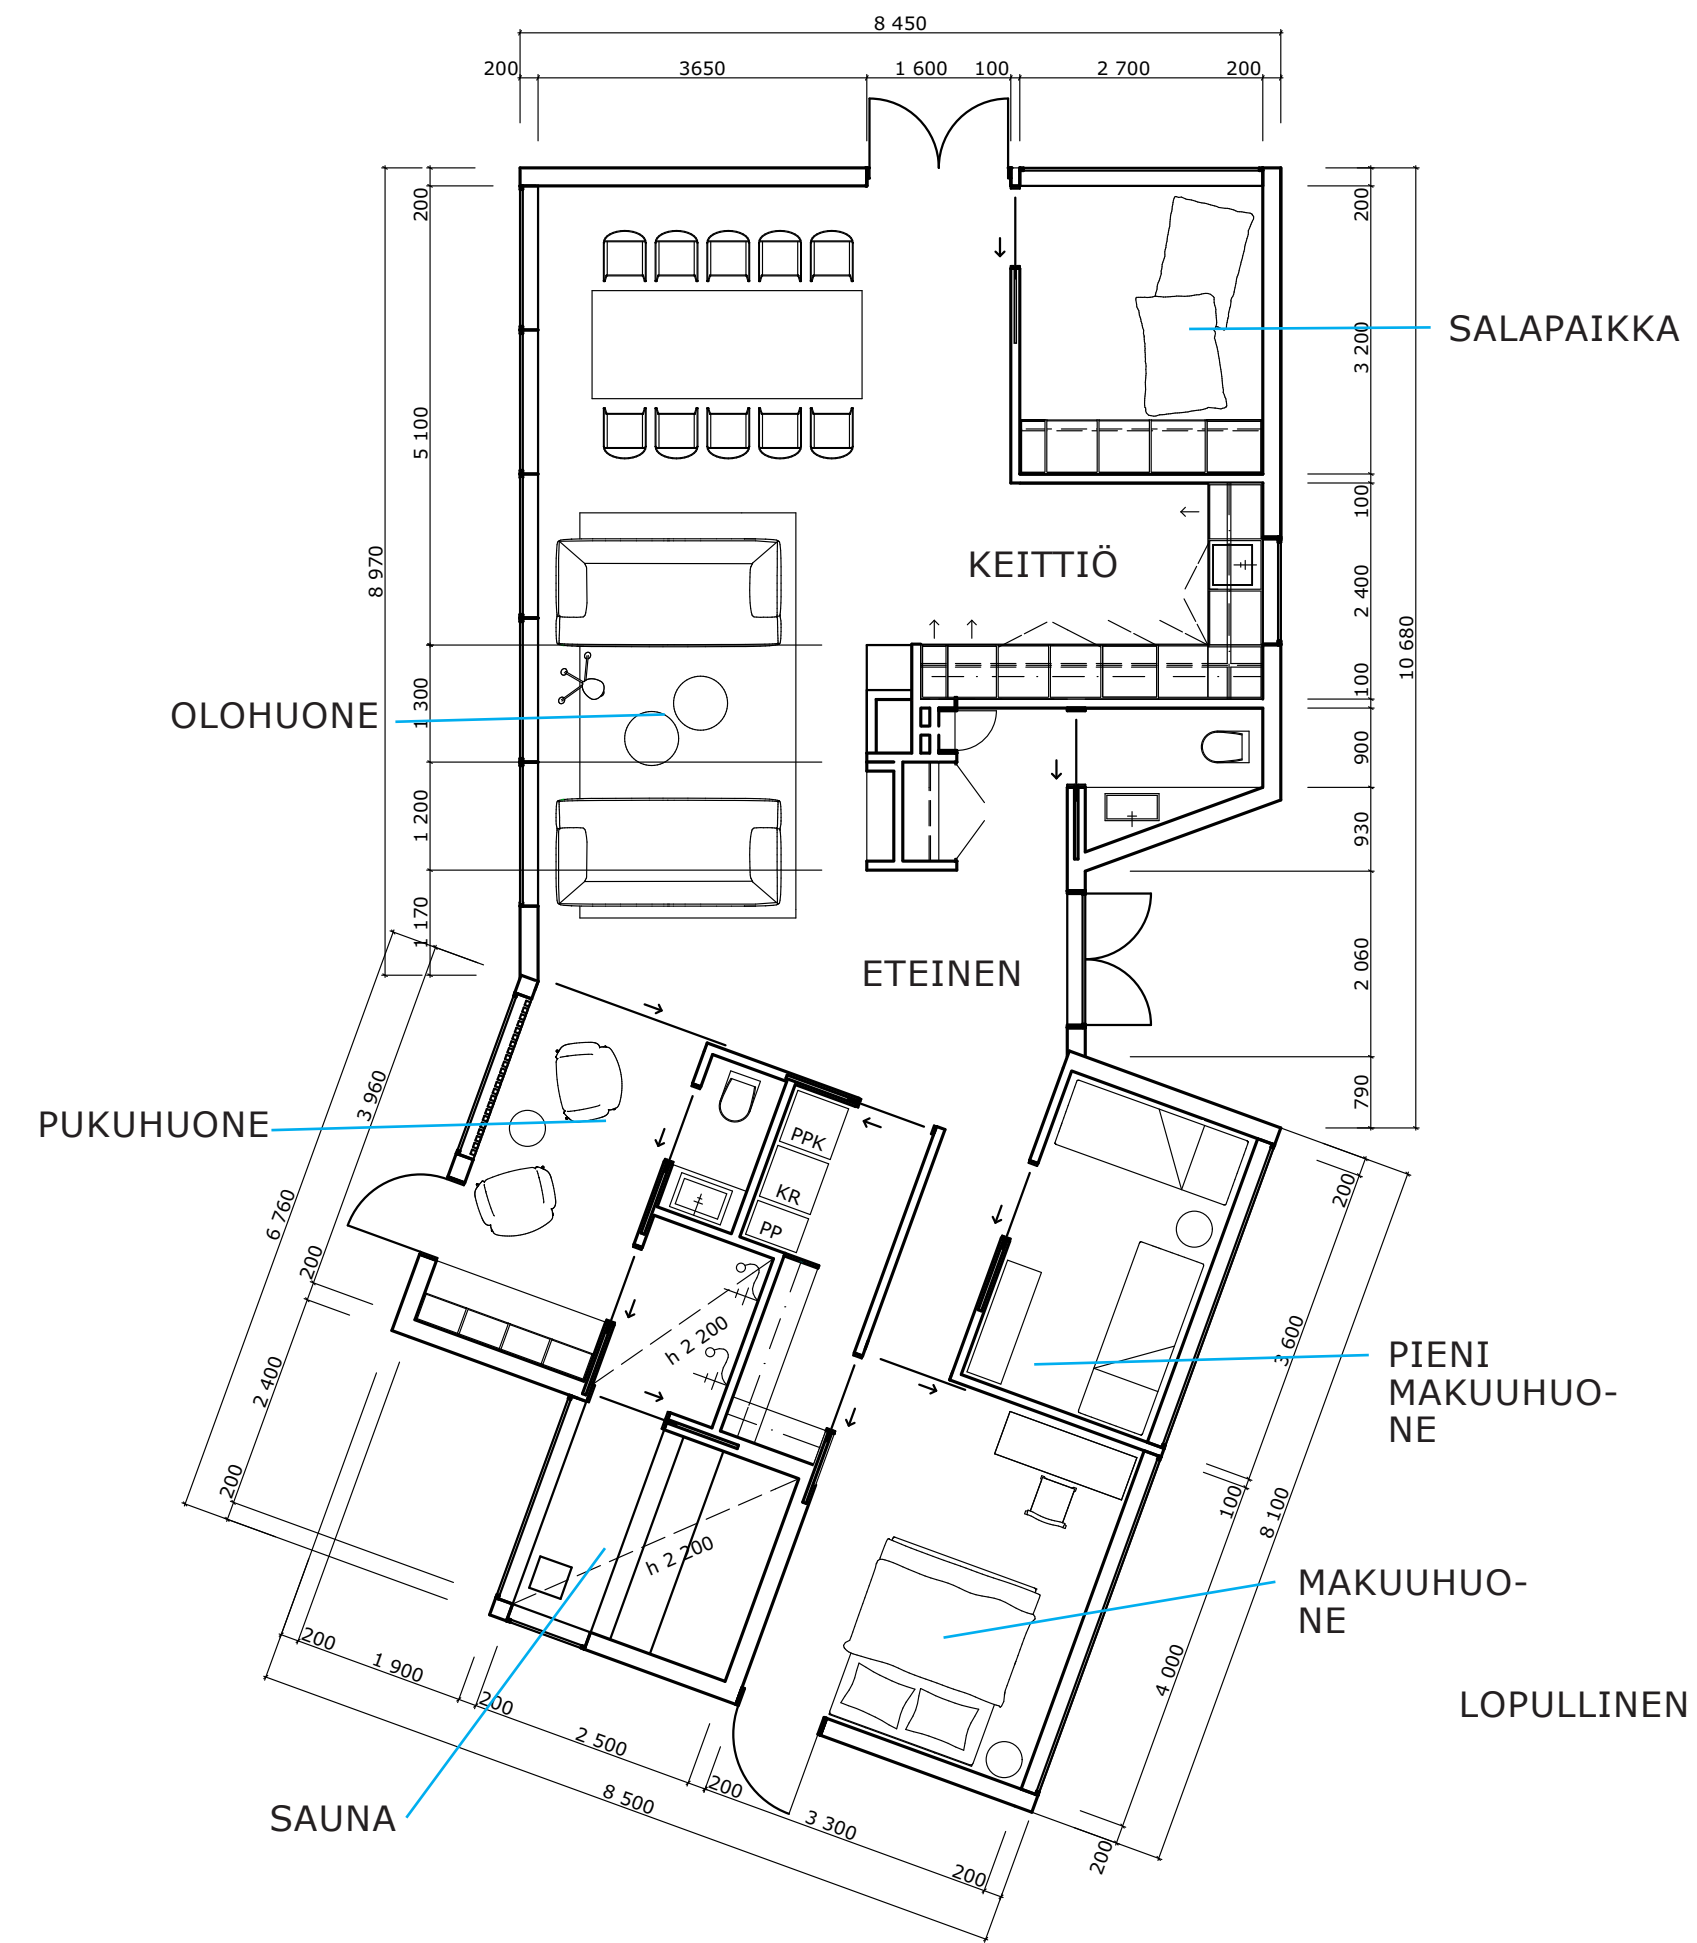 8 450
200
3650
1 600
100
2 700
200
200
5 100
8 970
1 300
1 200
1 170
200
3 200
100
2 400
10 680
100
900
930
2 060
790
SALAPAIKKA
KEITTIÖ
OLOHUONE
ETEINEN
PUKUHUONE
PPK
KR
PP
h 2 200
h 2 200
3 960
6 760
200
2 400
200
200
3 600
100
8 100
4 000
200
PIENI
MAKUUHUO-
NE
MAKUUHUO-
NE
LOPULLINEN
SAUNA
200
1 900
200
2 500
200
8 500
3 300
200